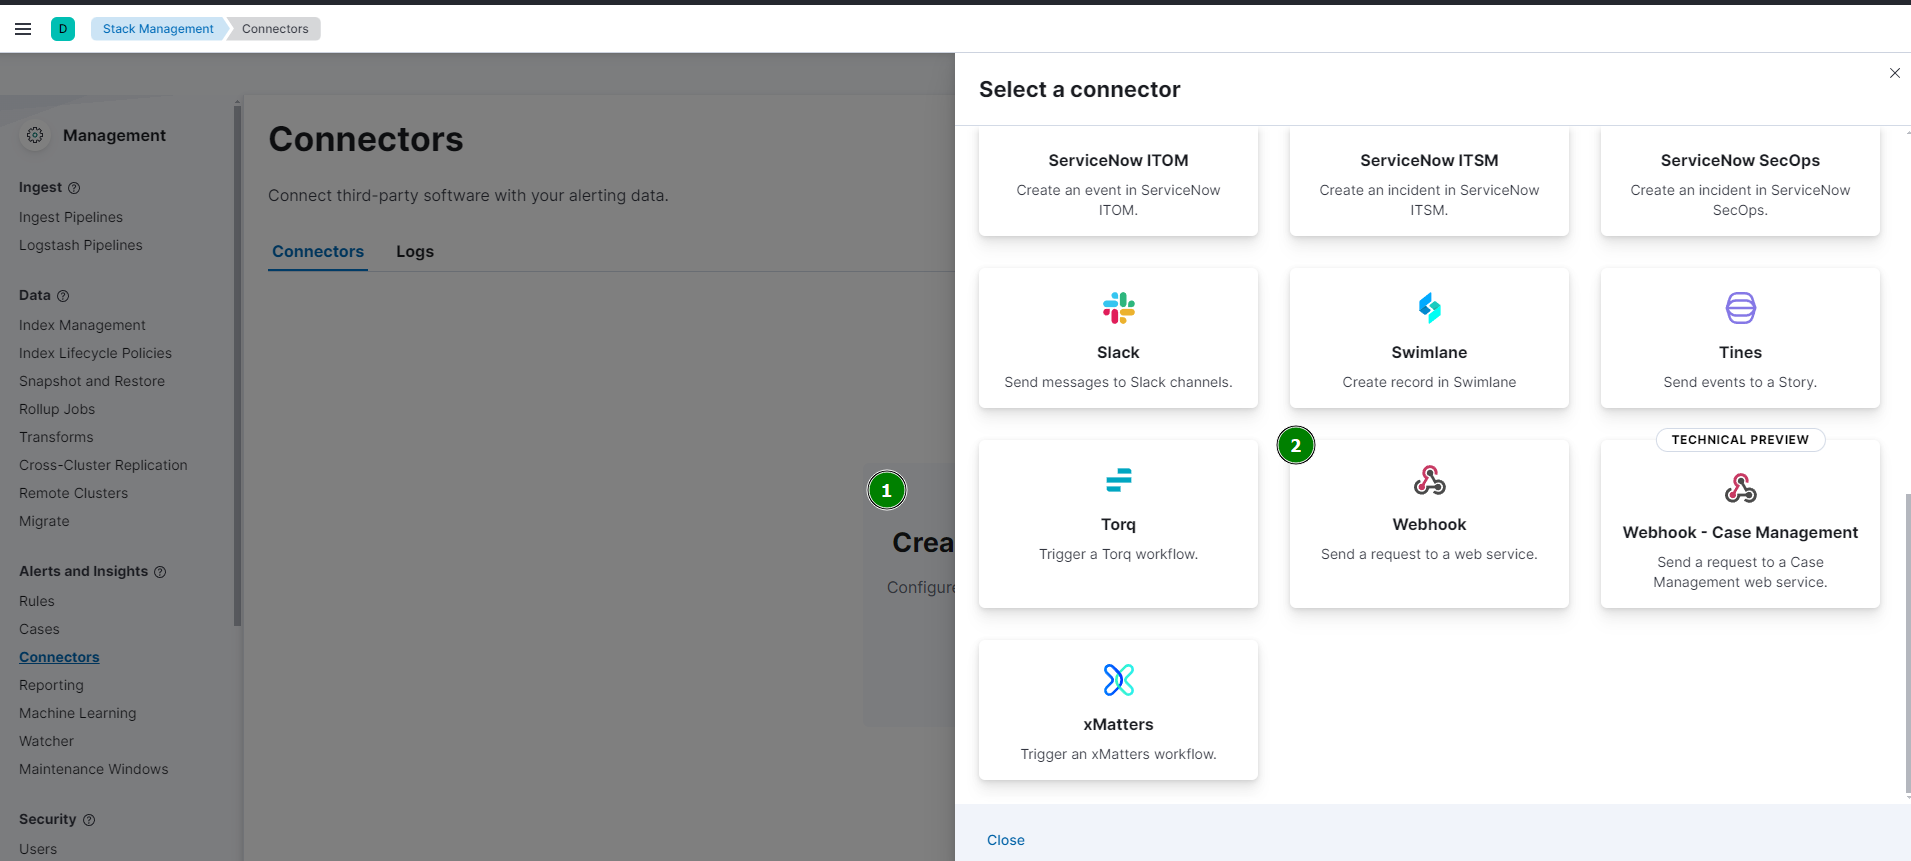 D
Stack Management
Connectors
Management
Ingest
Ingest Pipelines
Logstash Pipelines
Data
Index Management
Index Lifecycle Policies
Snapshot and Restore
Rollup Jobs
Transforms
Cross-Cluster Replication
Remote Clusters
Migrate
Alerts and Insights
Rules
Cases
Connectors
Reporting
Machine Learning
Watcher
Maintenance Windows
Security
Users
Connectors
Connect third-party software with your alerting data.
Connectors
Logs
1
Crea
Configure
Select a connector
ServiceNow ITOM
Create an event in ServiceNow
ITOM.
ServiceNow ITSM
Create an incident in ServiceNow
ITSM.
ServiceNow SecOps
Create an incident in ServiceNow
SecOps.
Slack
Send messages to Slack channels.
Swimlane
Create record in Swimlane
Tines
Send events to a Story.
Torq
Trigger a Torq workflow.
2
Webhook
Send a request to a web service.
TECHNICAL PREVIEW
Webhook - Case Management
Send a request to a Case
Management web service.
xMatters
Trigger an xMatters workflow.
Close